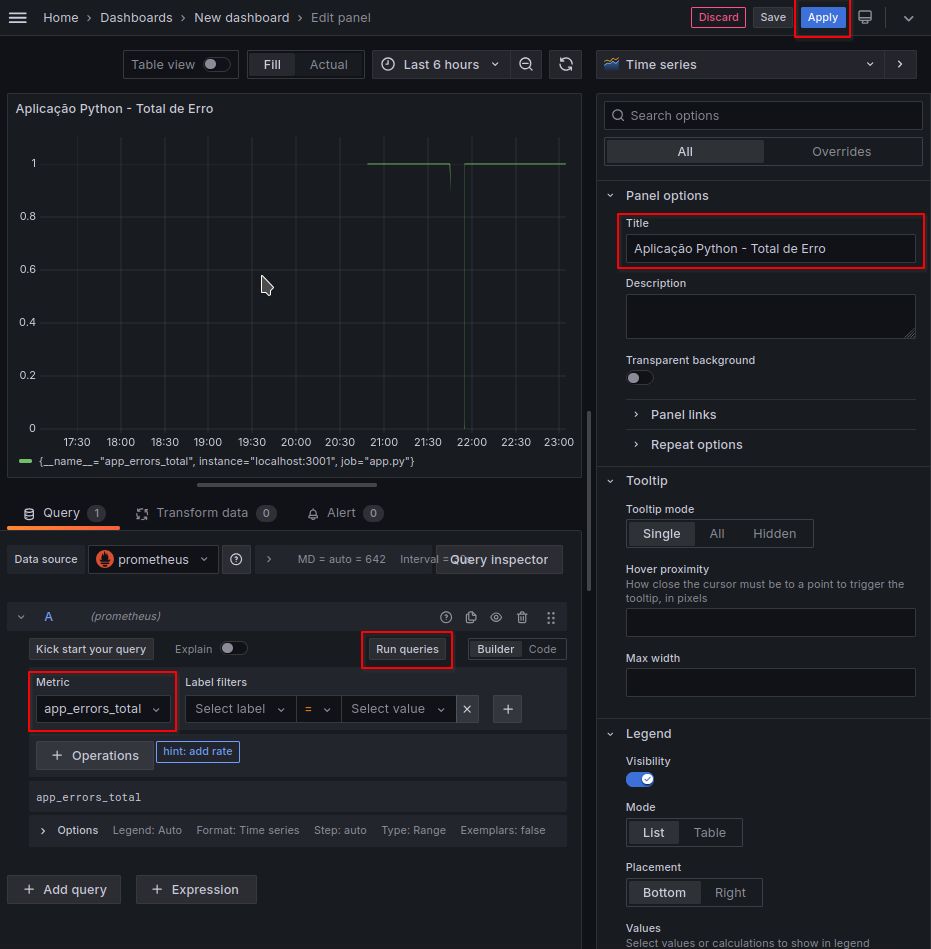 Home > Dashboards > New dashboard > Edit panel
Discard Save Apply
Table view Fill Actual Last 6 hours
Time series
Aplicação Python - Total de Erro
1
0.8
0.6
0.4
0.2
0
17:30 18:00 18:30 19:00 19:30 20:00 20:30 21:00 21:30 22:00 22:30 23:00
{__name__="app_errors_total", instance="localhost:3001", job="app.py"}
Query 1 Transform data 0 Alert 0
Data source prometheus MD = auto = 642 Interval = Query inspector
A (prometheus)
Kick start your query Explain Run queries Builder Code
Metric Label filters
app_errors_total Select label = Select value
+ Operations hint: add rate
app_errors_total
Options Legend: Auto Format: Time series Step: auto Type: Range Exemplars: false
+ Add query + Expression
Search options
All Overrides
Panel options
Title
Aplicação Python - Total de Erro
Description
Transparent background
Panel links
Repeat options
Tooltip
Tooltip mode
Single All Hidden
Hover proximity
How close the cursor must be to a point to trigger the
tooltip, in pixels
Max width
Legend
Visibility
Mode
List Table
Placement
Bottom Right
Values
Select values or calculations to show in legend